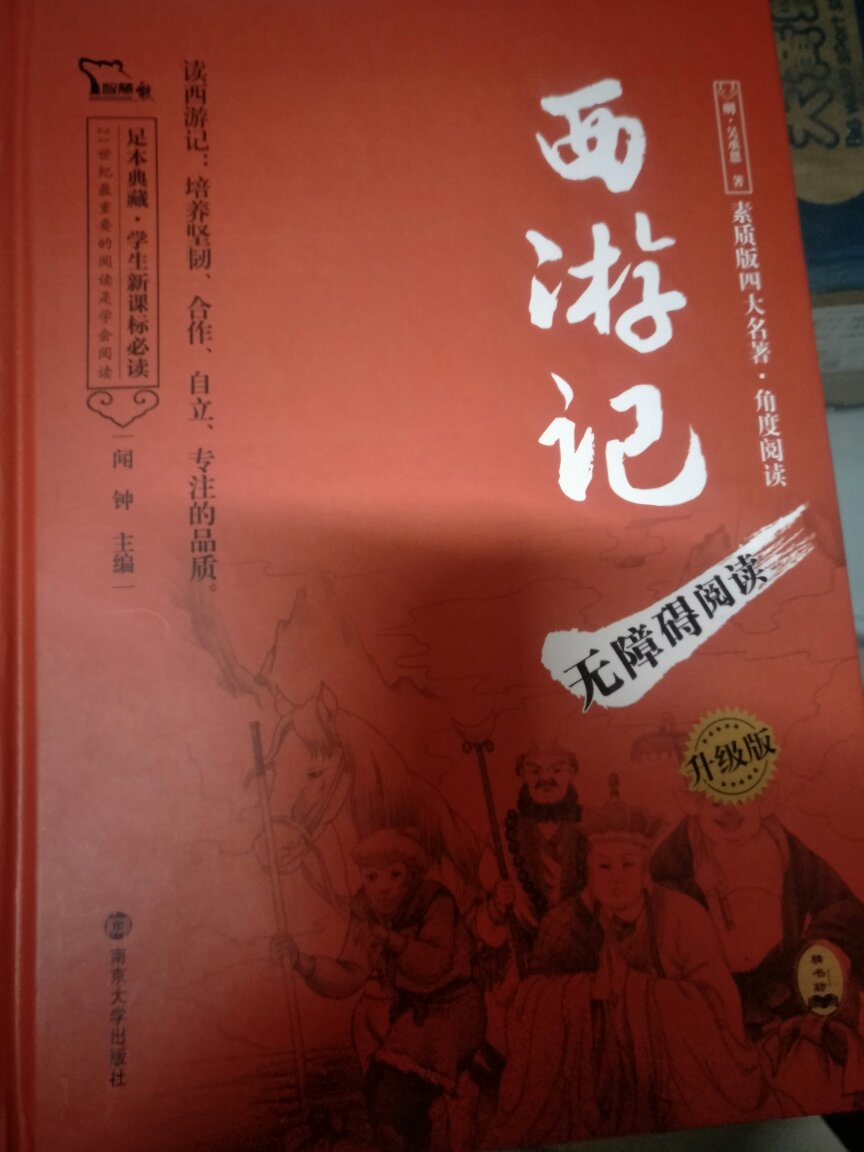 西游记
明·吴承恩 著
素质版四大名著·角度阅读
无障碍阅读
升级版
读西游记：培养坚韧、合作、自立、专注的品质。
智慧熊
足本典藏·学生新课标必读
21世纪最重要的阅读是学会阅读
闻 钟 主编
南京大学出版社